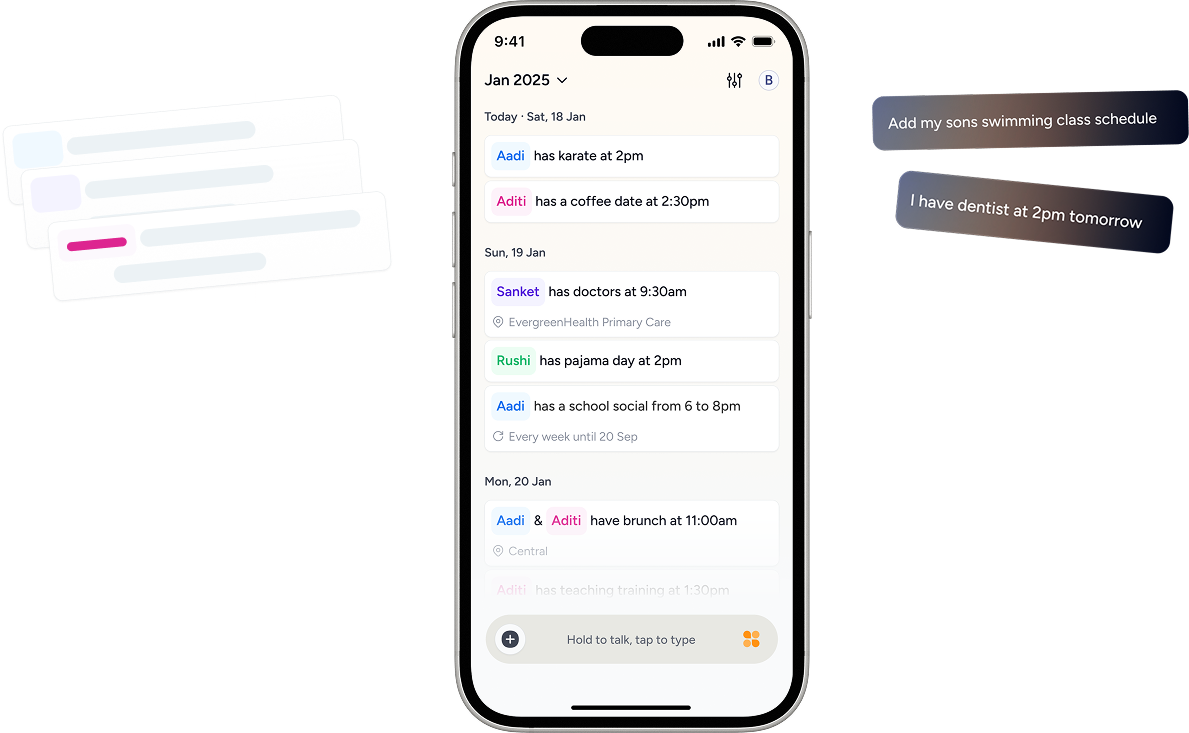 9:41
Jan 2025
B
Today · Sat, 18 Jan
Aadi has karate at 2pm
Aditi has a coffee date at 2:30pm
Sun, 19 Jan
Sanket has doctors at 9:30am
EvergreenHealth Primary Care
Rushi has pajama day at 2pm
Aadi has a school social from 6 to 8pm
Every week until 20 Sep
Mon, 20 Jan
Aadi & Aditi have brunch at 11:00am
Central
Aditi has teaching training at 1:30pm
Hold to talk, tap to type
Add my sons swimming class schedule
I have dentist at 2pm tomorrow